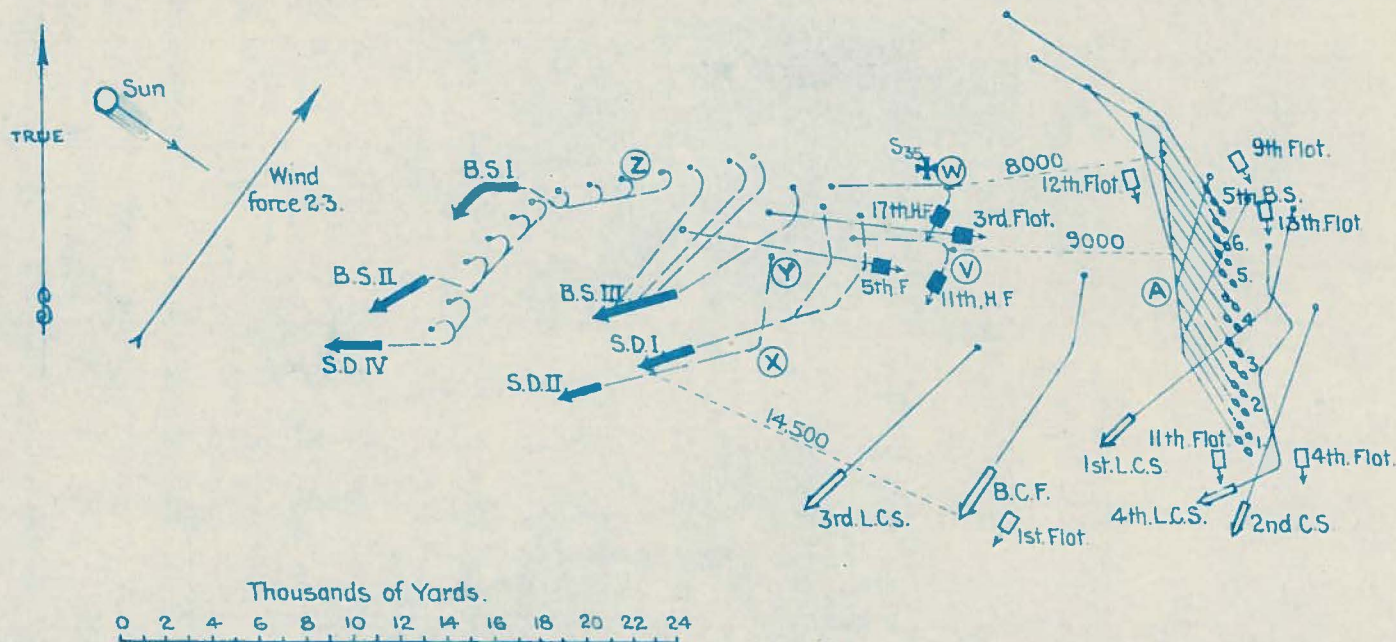 TRUE
Sun
Wind
force 2-3.
B.S.I
Z
B.S.II
S.D.IV
B.S.III
S.D.I
S.D.II
Y
X
14,500
S35
W
8000
17th.H.F
3rd.Flot.
9000
5th F
V
11th.H F
A
12th.Flot.
9th Flot.
5th B.S.
13th Flot.
6.
5.
4
3
2
1.
11th Flot
1st.L.C.S
4th.Flot.
4th.L.C.S.
2nd C.S
3rd.L.C.S.
B.C.F.
1st.Flot.
Thousands of Yards.
0 2 4 6 8 10 12 14 16 18 20 22 24